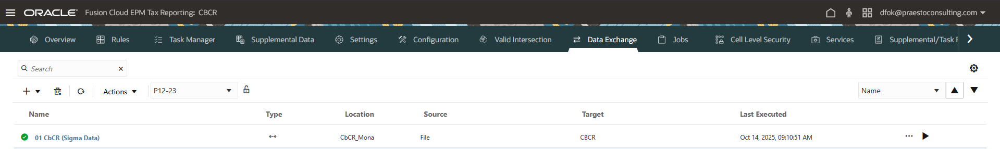 ORACLE Fusion Cloud EPM Tax Reporting: CBCR dfok@praestoconsulting.com
Overview Rules Task Manager Supplemental Data Settings Configuration Valid Intersection Data Exchange Jobs Cell Level Security Services Supplemental/Task
Search
Actions P12-23 Name
Name Type Location Source Target Last Executed
01 CbCR (Sigma Data) CbCR_Mona File CBCR Oct 14, 2025, 09:10:51 AM